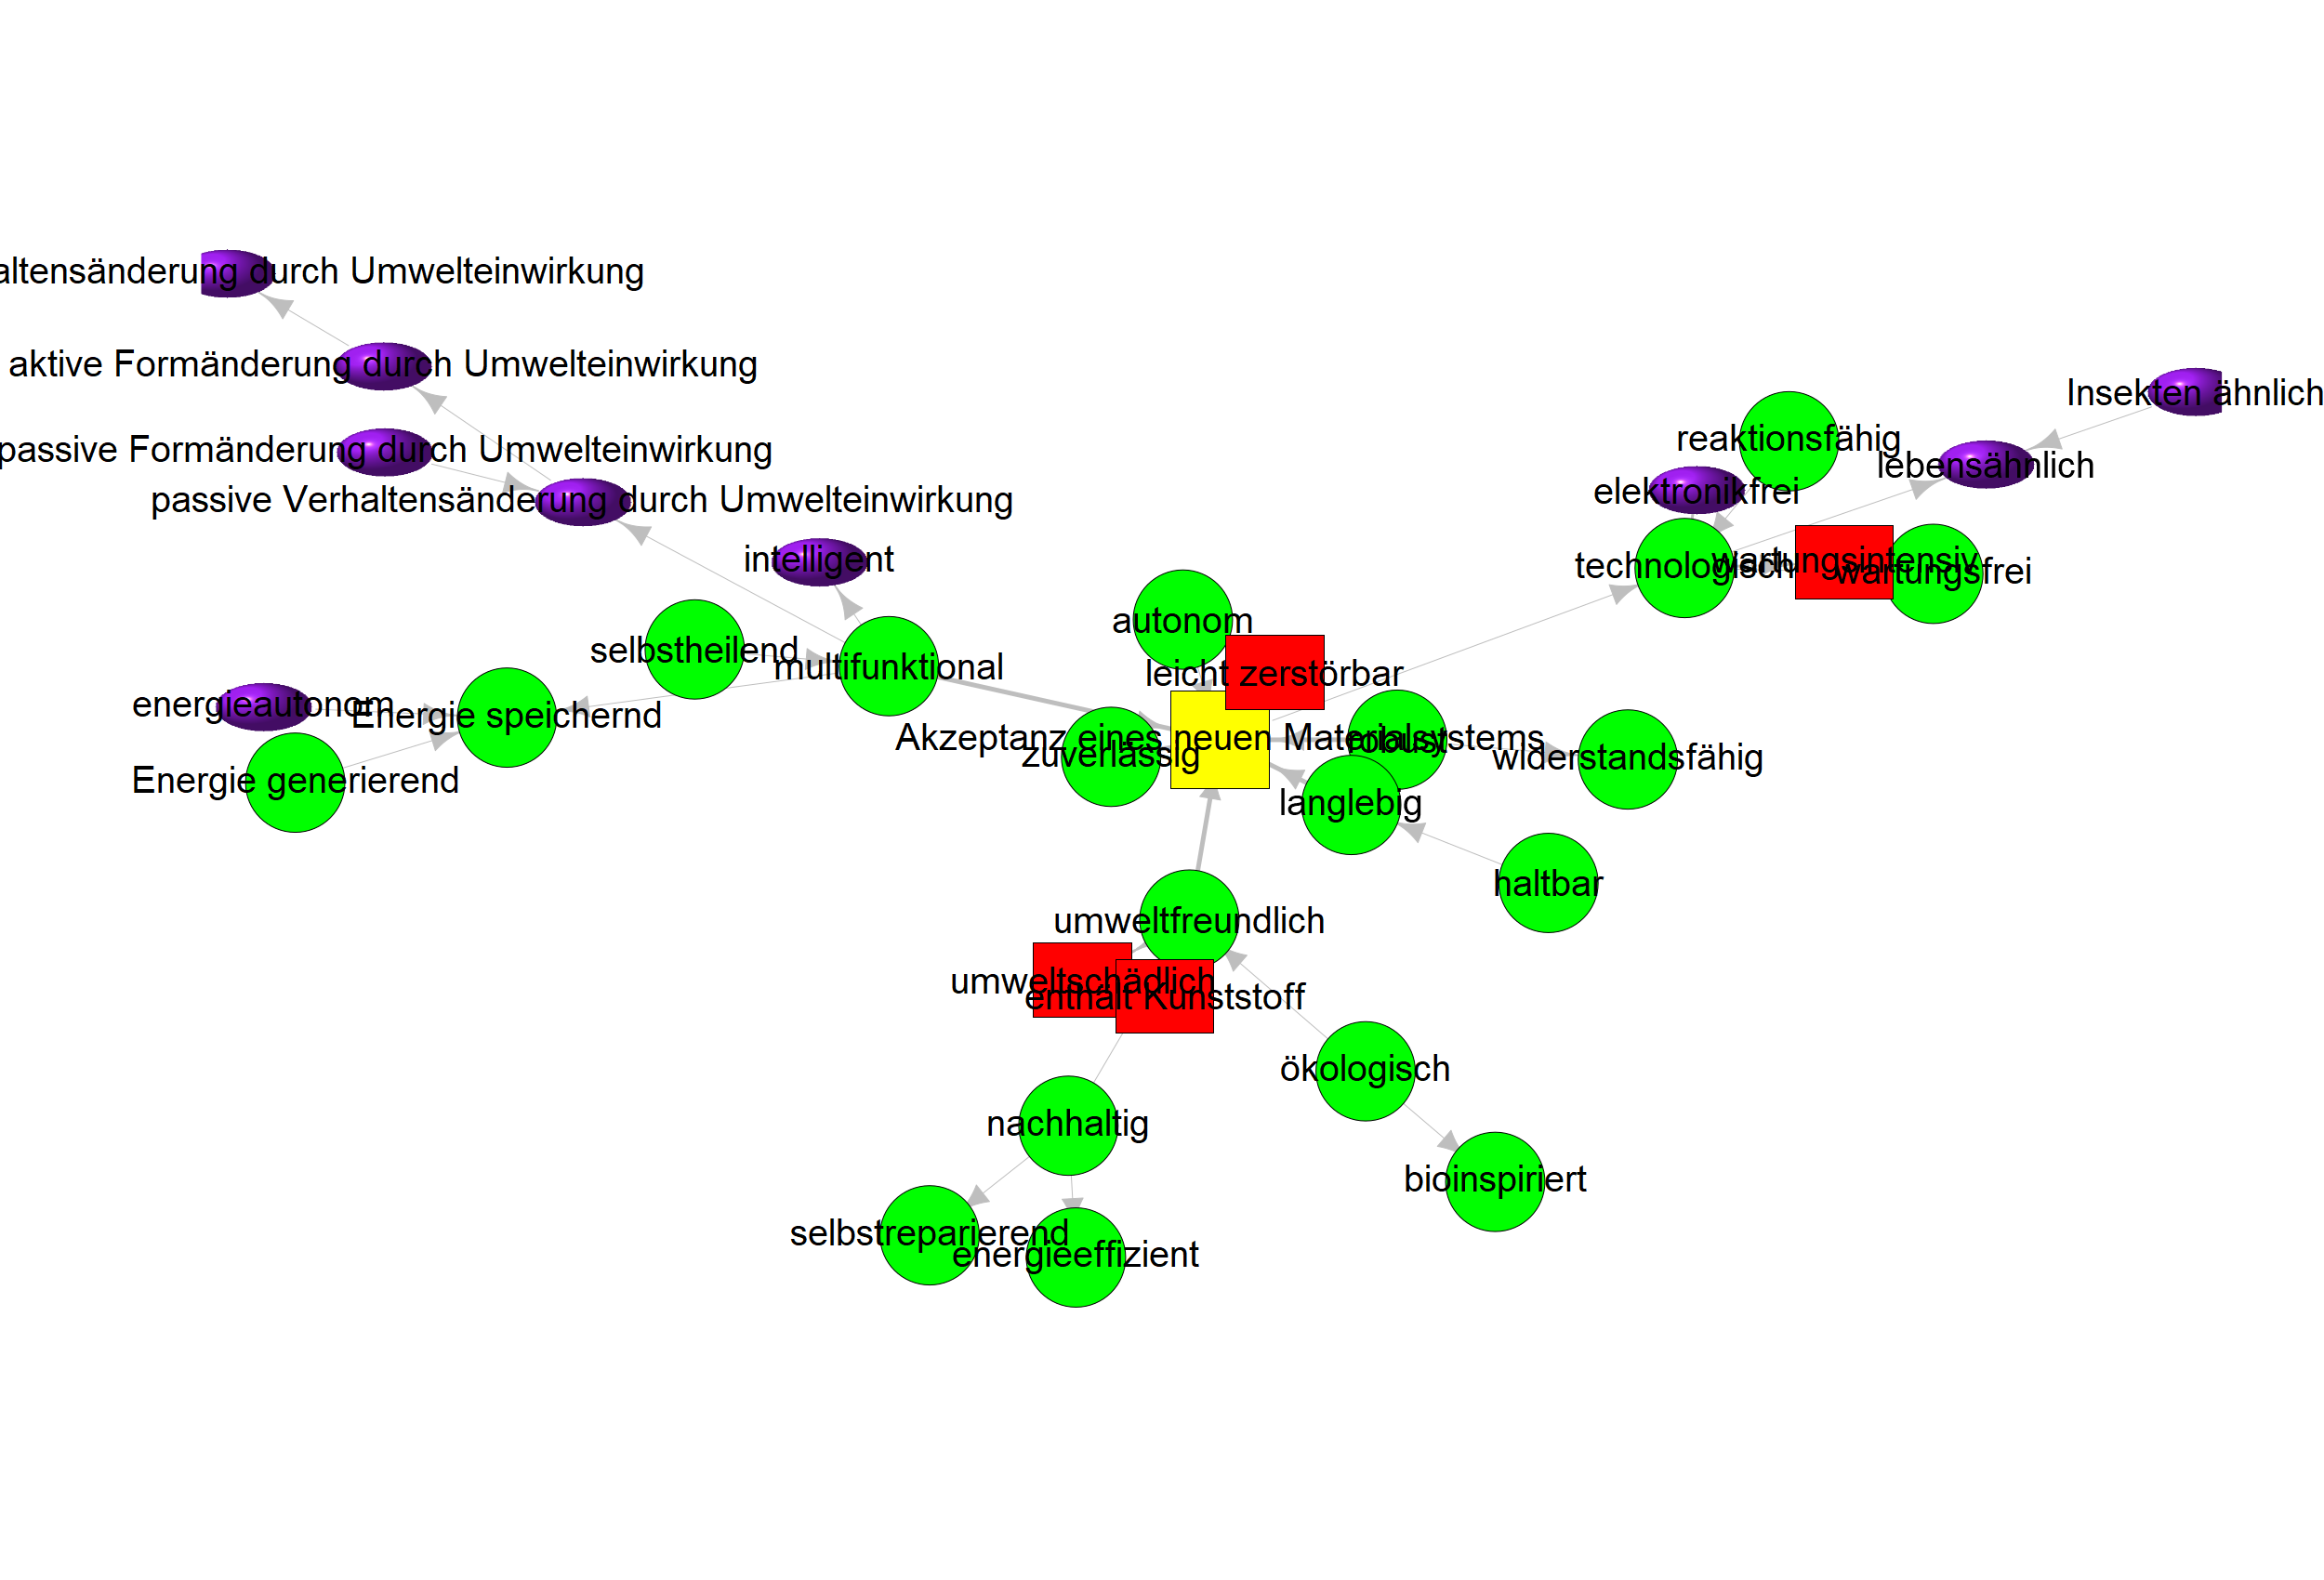 altensänderung durch Umwelteinwirkung
aktive Formänderung durch Umwelteinwirkung
Insekten ähnlich
reaktionsfähig
passive Formänderung durch Umwelteinwirkung
lebensähnlich
elektronikfrei
passive Verhaltensänderung durch Umwelteinwirkung
intelligent
technologisch
wartungsintensiv
wartungsfrei
autonom
selbstheilend
multifunktional
leicht zerstörbar
energieautonom
Energie speichernd
Akzeptanz eines neuen Materialsystems
robust
zuverlässig
widerstandsfähig
Energie generierend
langlebig
haltbar
umweltfreundlich
umweltschädlich
enthält Kunststoff
ökologisch
nachhaltig
bioinspiriert
selbstreparierend
energieeffizient